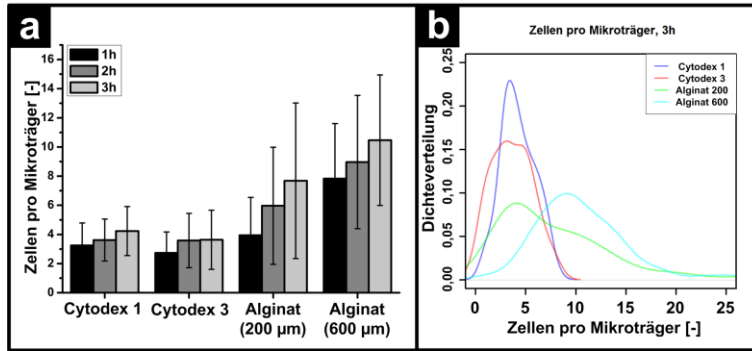 a
1h
2h
3h
Zellen pro Mikroträger [-]
16
14
12
10
8
6
4
2
0
Cytodex 1
Cytodex 3
Alginat
(200 µm)
Alginat
(600 µm)
b
Zellen pro Mikroträger, 3h
Cytodex 1
Cytodex 3
Alginat 200
Alginat 600
Dichteverteilung
0,25
0,20
0,15
0,10
0,05
0,00
0
5
10
15
20
25
Zellen pro Mikroträger [-]